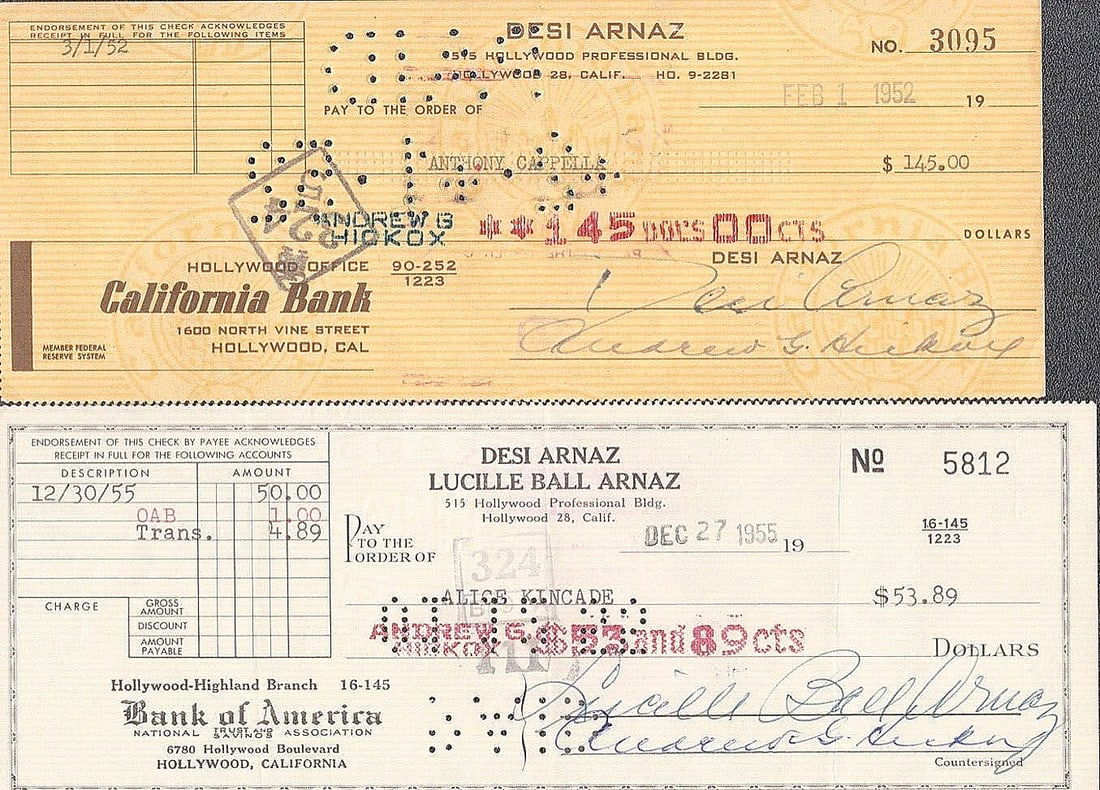 ENDORSEMENT OF THIS CHECK ACKNOWLEDGES
RECEIPT IN FULL FOR THE FOLLOWING ITEMS
3/1/52
DESI ARNAZ
515 HOLLYWOOD PROFESSIONAL BLDG.
HOLLYWOOD 28, CALIF. HO. 9-2281
NO. 3095
FEB 1 1952 19
PAY TO THE ORDER OF
ANTHONY CAPPELLA
$ 145.00
ANDREW G
HICKOX
145 DOLS 00 CTS
DOLLARS
DESI ARNAZ
HOLLYWOOD OFFICE
90-252
1223
California Bank
1600 NORTH VINE STREET
HOLLYWOOD, CAL
MEMBER FEDERAL
RESERVE SYSTEM
Desi Arnaz
Andrew G. Hickox
ENDORSEMENT OF THIS CHECK BY PAYEE ACKNOWLEDGES
RECEIPT IN FULL FOR THE FOLLOWING ACCOUNTS
DESCRIPTION AMOUNT
12/30/55 50.00
OAB 1.00
Trans. 4.89
CHARGE
GROSS AMOUNT
DISCOUNT
AMOUNT PAYABLE
DESI ARNAZ
LUCILLE BALL ARNAZ
515 Hollywood Professional Bldg.
Hollywood 28, Calif.
Nº 5812
DEC 27 1955 19
16-145
1223
PAY
TO THE
ORDER OF
324
ALICE KINCADE
$53.89
ANDREW G.
HICKOX
$53 and 89 cts
DOLLARS
Hollywood-Highland Branch 16-145
Bank of America
NATIONAL TRUST AND SAVINGS ASSOCIATION
6780 Hollywood Boulevard
HOLLYWOOD, CALIFORNIA
Lucille Ball Arnaz
Andrew G. Hickox
Countersigned